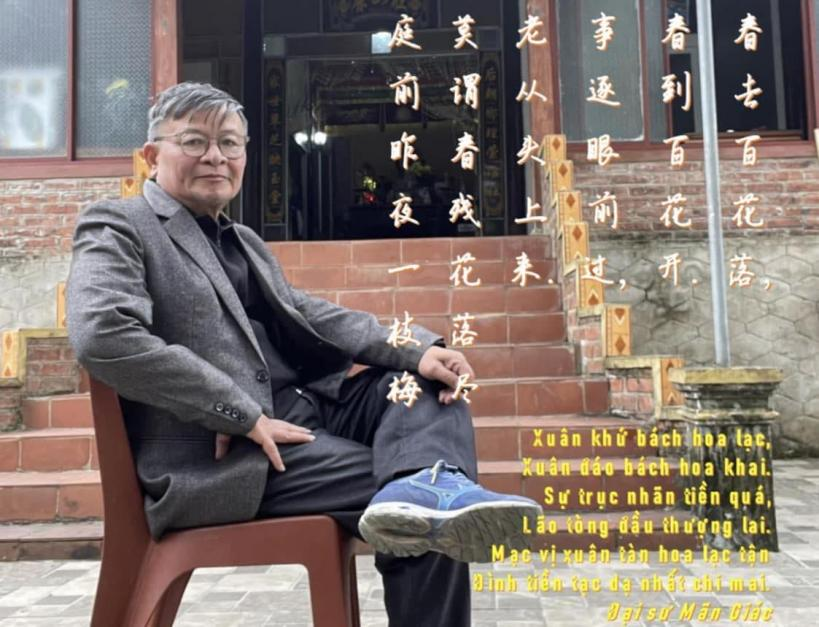 春去百花落,
春到百花开.
事逐眼前过,
老从头上来.
莫谓春残花落尽
庭前昨夜一枝梅
Xuân khứ bách hoa lạc,
Xuân đáo bách hoa khai.
Sự trục nhãn tiền quá,
Lão tòng đầu thượng lai.
Mạc vị xuân tàn hoa lạc tận
Đình tiền tạc dạ nhất chi mai.
Đại sư Mãn Giác